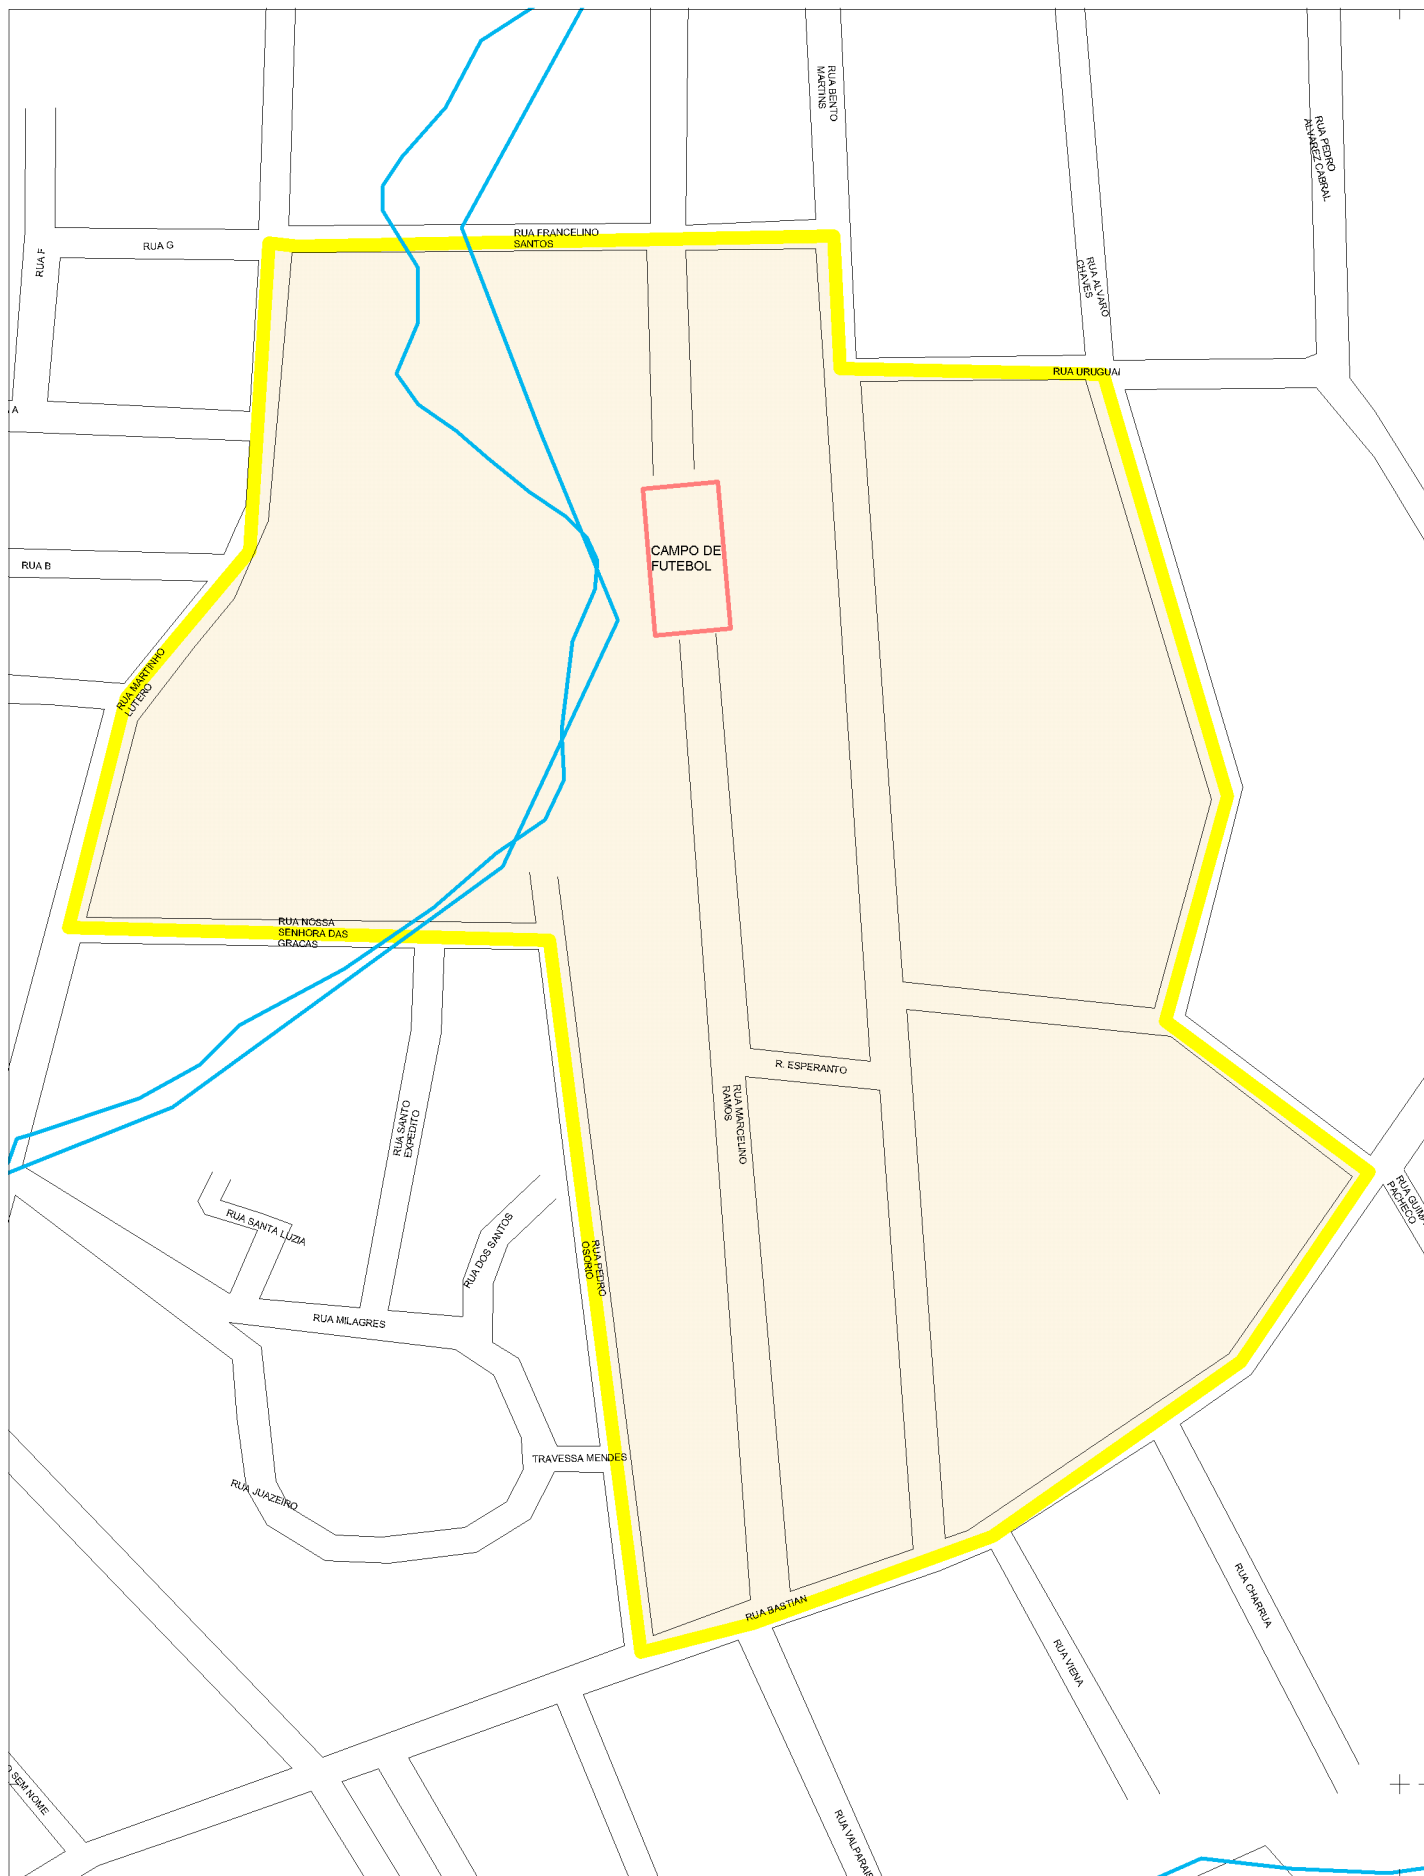 RUA BENTO
MARTINS
RUA PEDRO
ALVAREZ CABRAL
RUA FRANCELINO
SANTOS
RUA G
RUA F
RUA ALVARO
CHAVES
RUA URUGUAI
A
CAMPO DE
FUTEBOL
RUA B
RUA MARTINHO
LUTERO
RUA NOSSA
SENHORA DAS
GRACAS
R. ESPERANTO
RUA MARCELINO
RAMOS
RUA SANTO
EXPEDITO
RUA PACHECO
RUA SANTA LUZIA
RUA DOS SANTOS
RUA PEDRO
OSORIO
RUA MILAGRES
TRAVESSA MENDES
RUA JUAZEIRO
RUA BASTIAN
RUA CHARRUA
RUA VIENA
SEM NOME
RUA